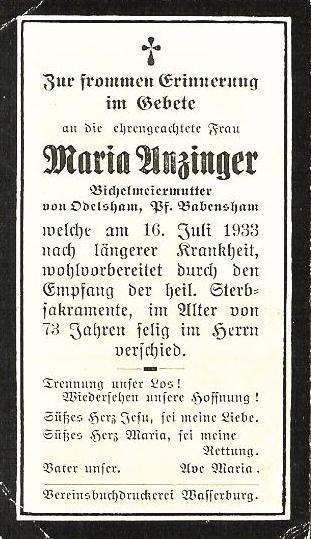 Zur frommen Erinnerung
im Gebete
an die ehrengeachtete Frau
Maria Anzinger
Bichelmeiermutter
von Odelsham, Pf. Babensham
welche am 16. Juli 1933
nach längerer Krankheit,
wohlvorbereitet durch den
Empfang der heil. Sterb-
sakramente, im Alter von
73 Jahren selig im Herrn
verschied.
Trennung unser Los!
Wiedersehen unsere Hoffnung!
Süßes Herz Jesu, sei meine Liebe.
Süßes Herz Maria, sei meine
Rettung.
Vater unser. Ave Maria.
Vereinsbuchdruckerei Wasserburg.